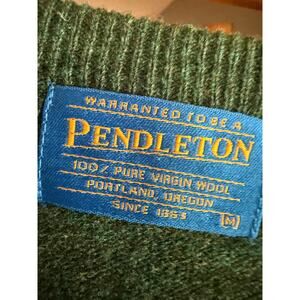 WARRANTED TO BE A
PENDLETON
100% PURE VIRGIN WOOL
PORTLAND, OREGON
SINCE 1863
[M]